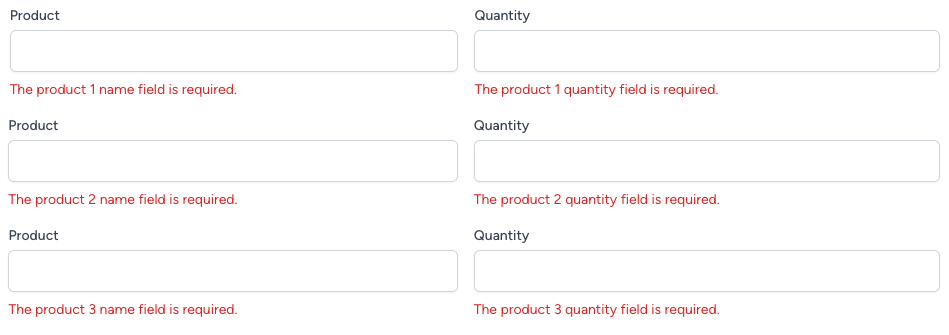 Product Quantity
The product 1 name field is required. The product 1 quantity field is required.
Product Quantity
The product 2 name field is required. The product 2 quantity field is required.
Product Quantity
The product 3 name field is required. The product 3 quantity field is required.